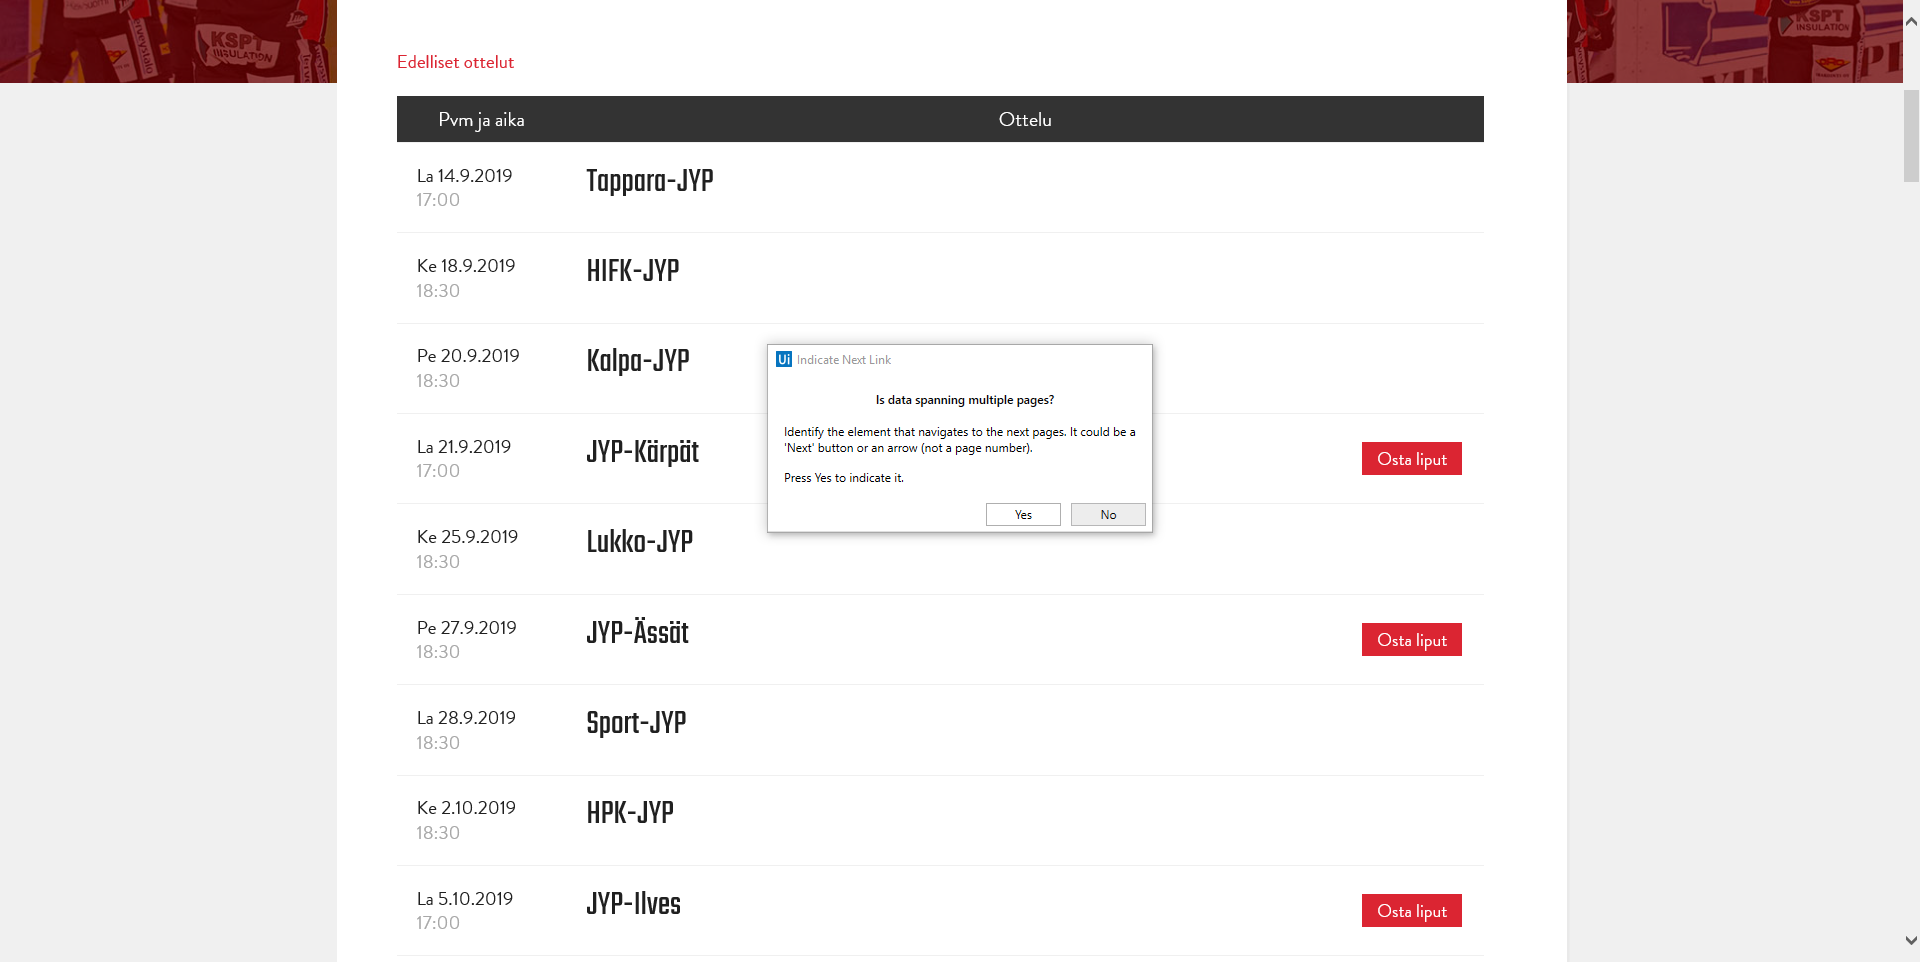 KSPT
INSULATION
KSPT
INSULATION
Edelliset ottelut
Pvm ja aika
Ottelu
La 14.9.2019
17:00
Tappara-JYP
Ke 18.9.2019
18:30
HIFK-JYP
Pe 20.9.2019
18:30
Kalpa-JYP
Ui Indicate Next Link
Is data spanning multiple pages?
Identify the element that navigates to the next pages. It could be a
'Next' button or an arrow (not a page number).
Press Yes to indicate it.
Yes
No
La 21.9.2019
17:00
JYP-Kärpät
Osta liput
Ke 25.9.2019
18:30
Lukko-JYP
Pe 27.9.2019
18:30
JYP-Ässät
Osta liput
La 28.9.2019
18:30
Sport-JYP
Ke 2.10.2019
18:30
HPK-JYP
La 5.10.2019
17:00
JYP-Ilves
Osta liput